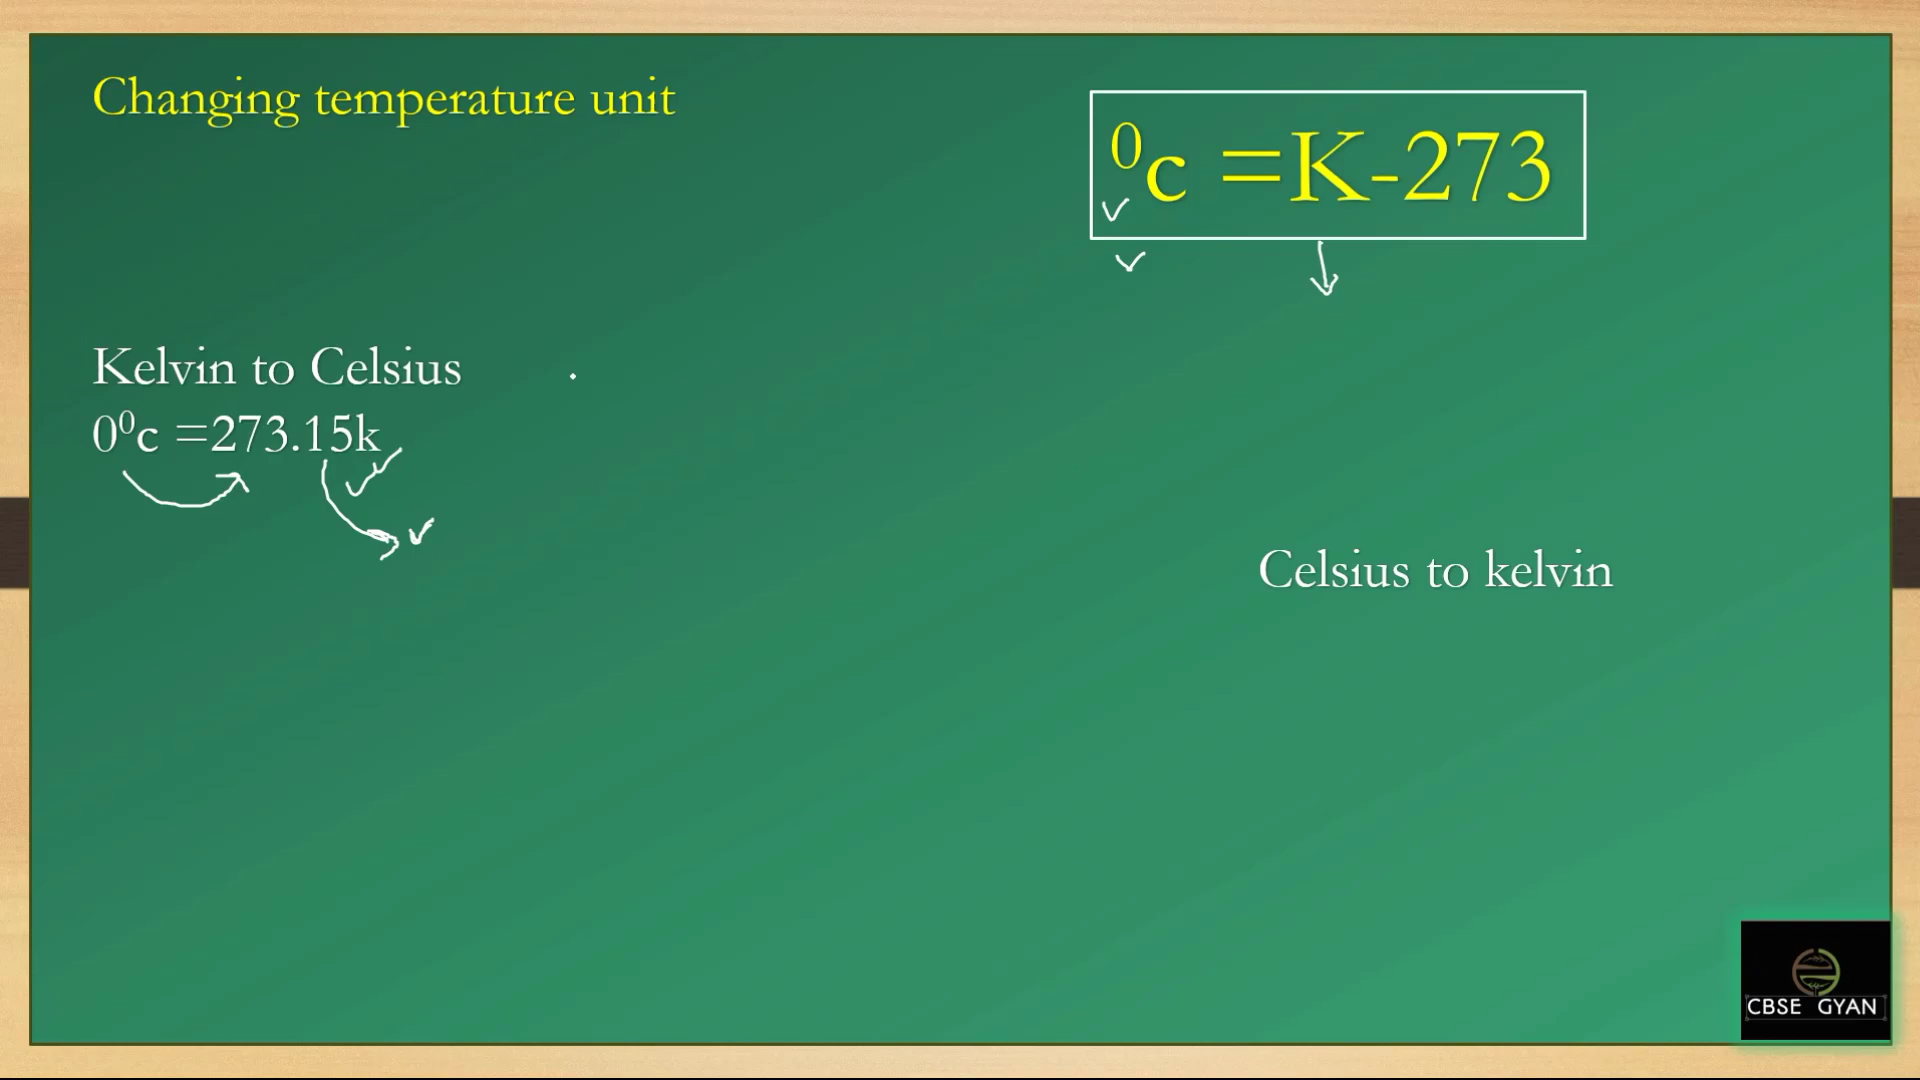 Changing temperature unit
⁰c =K-273
Kelvin to Celsius
0⁰c =273.15k
Celsius to kelvin
CBSE GYAN